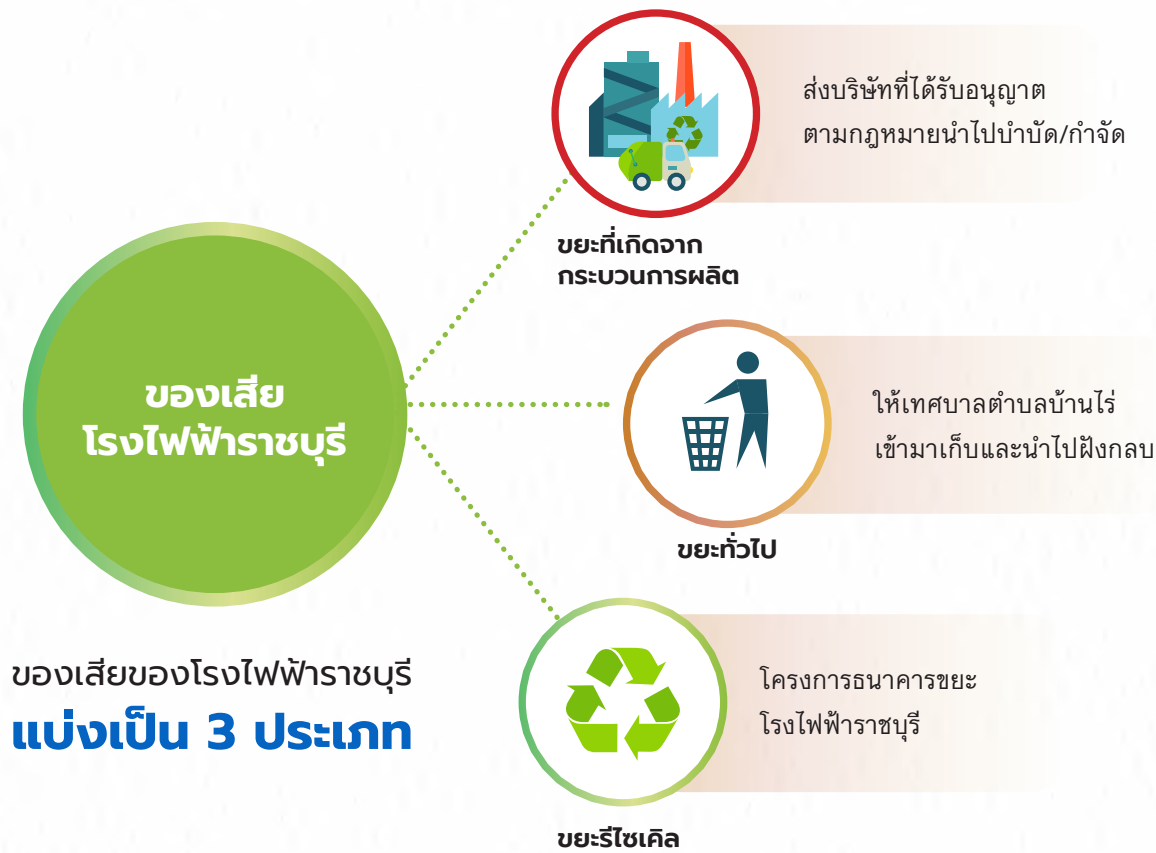 ส่งบริษัทที่ได้รับอนุญาต
ตามกฎหมายนำไปบำบัด/กำจัด
ขยะที่เกิดจาก
กระบวนการผลิต
ของเสีย
โรงไฟฟ้าราชบุรี
ให้เทศบาลตำบลบ้านไร่
เข้ามาเก็บและนำไปฝังกลบ
ขยะทั่วไป
ของเสียของโรงไฟฟ้าราชบุรี
แบ่งเป็น 3 ประเภท
โครงการธนาคารขยะ
โรงไฟฟ้าราชบุรี
ขยะรีไซเคิล